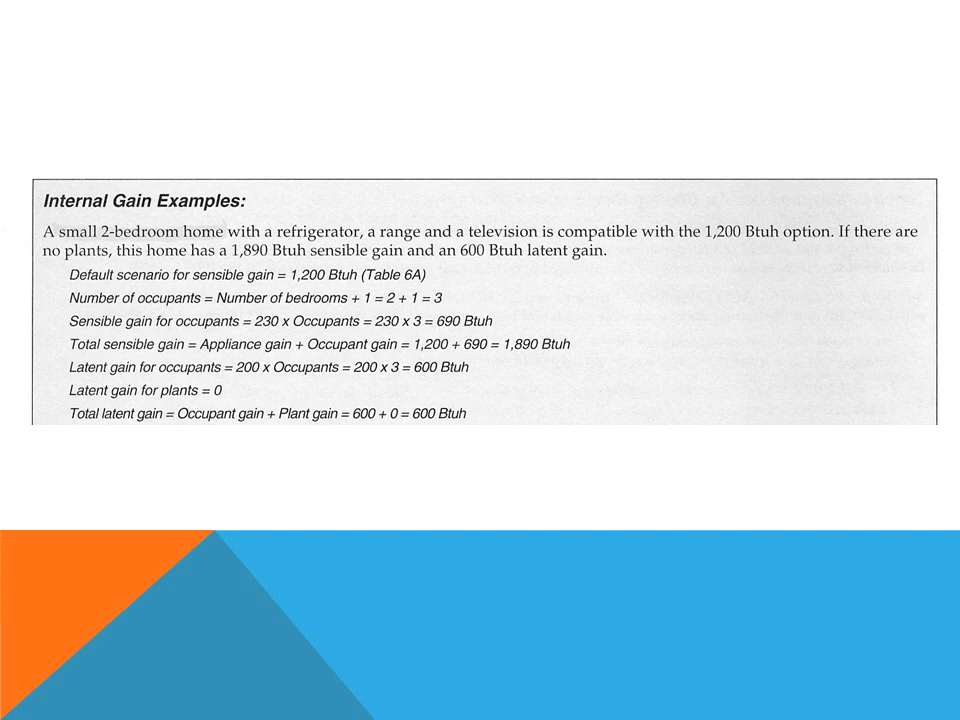 Internal Gain Examples:
A small 2-bedroom home with a refrigerator, a range and a television is compatible with the 1,200 Btuh option. If there are
no plants, this home has a 1,890 Btuh sensible gain and an 600 Btuh latent gain.
Default scenario for sensible gain = 1,200 Btuh (Table 6A)
Number of occupants = Number of bedrooms + 1 = 2 + 1 = 3
Sensible gain for occupants = 230 x Occupants = 230 x 3 = 690 Btuh
Total sensible gain = Appliance gain + Occupant gain = 1,200 + 690 = 1,890 Btuh
Latent gain for occupants = 200 x Occupants = 200 x 3 = 600 Btuh
Latent gain for plants = 0
Total latent gain = Occupant gain + Plant gain = 600 + 0 = 600 Btuh